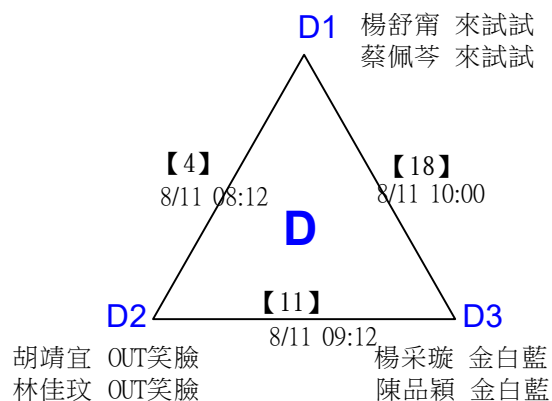 D1
楊舒甯 來試試
蔡佩芩 來試試
【4】
8/11 08:12
【18】
8/11 10:00
D
D2
【11】
8/11 09:12
D3
胡靖宜 OUT笑臉
林佳玟 OUT笑臉
楊采璇 金白藍
陳品穎 金白藍